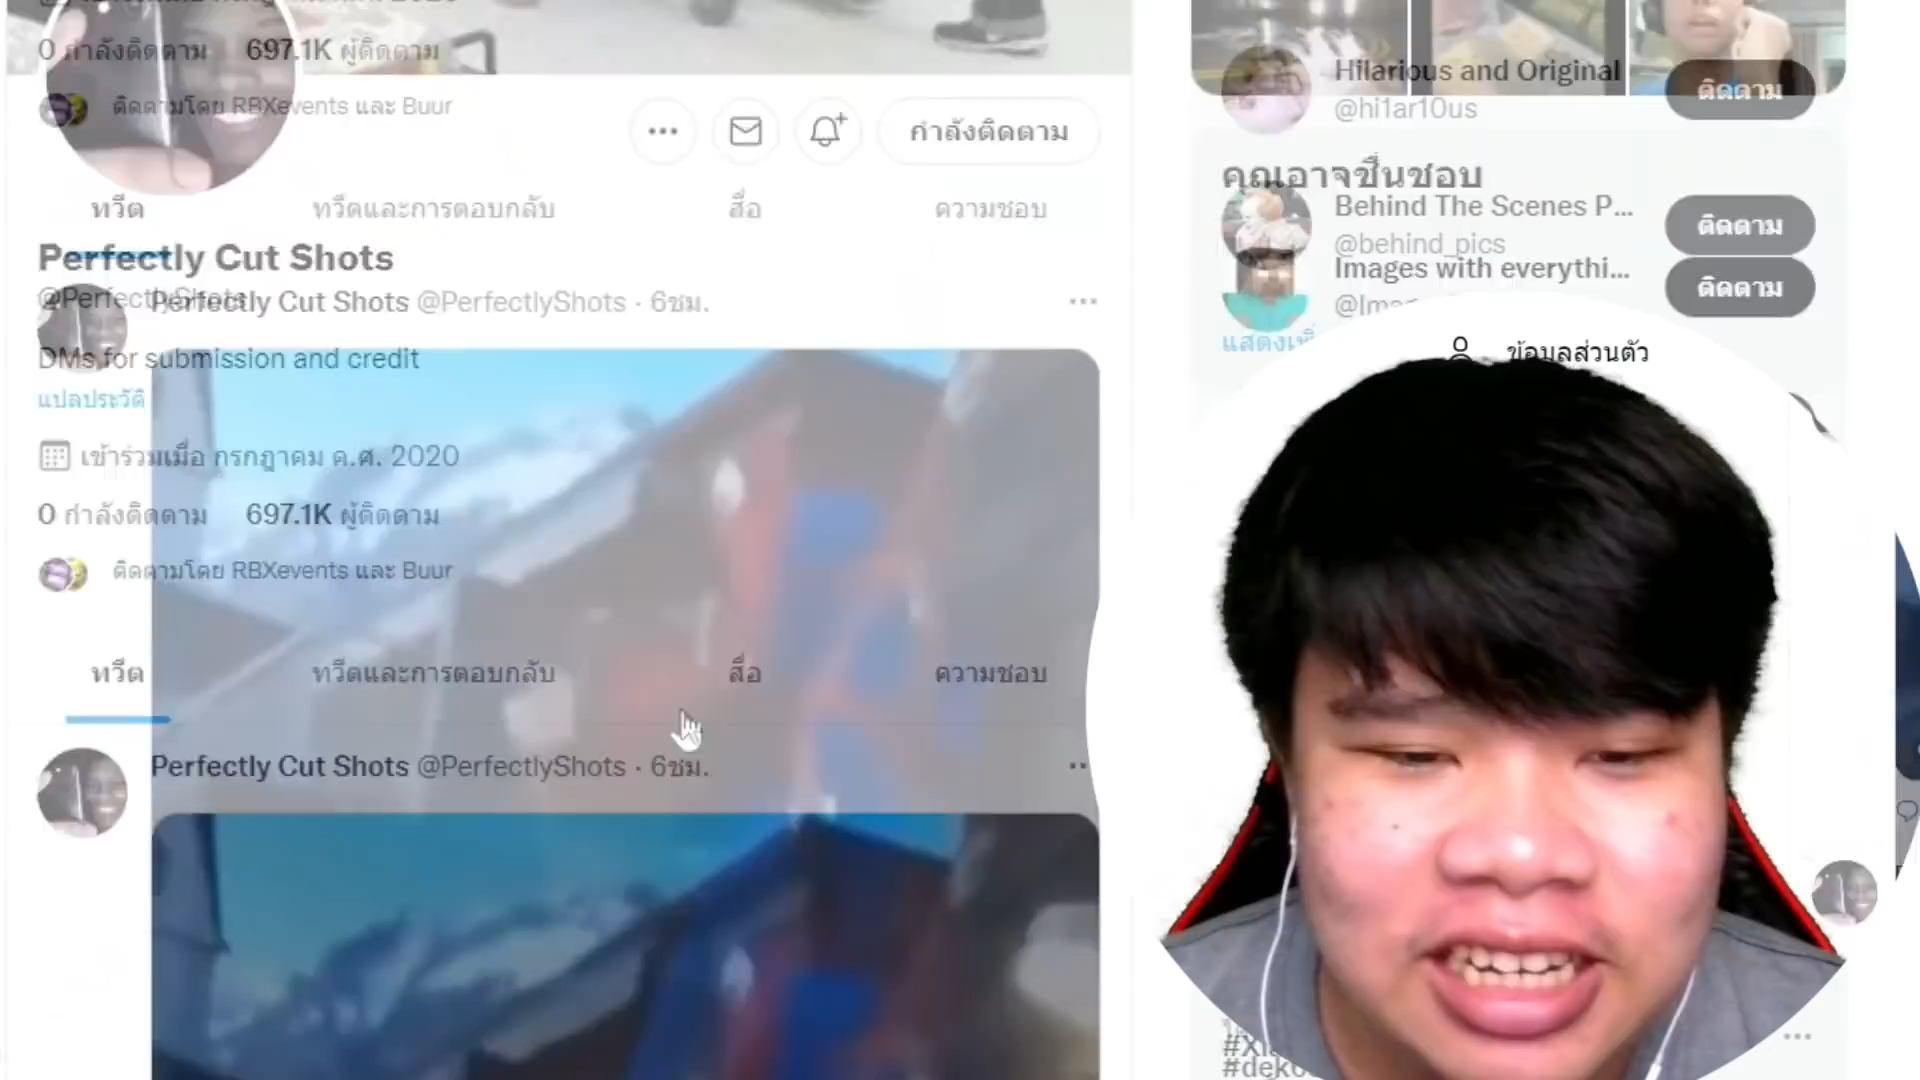 0 กำลังติดตาม 697.1K ผู้ติดตาม
ติดตามโดย RBXevents และ Buur
กำลังติดตาม
ทวีต ทวีตและการตอบกลับ สื่อ ความชอบ
Perfectly Cut Shots
@PerfectlyShots
Perfectly Cut Shots @PerfectlyShots · 6ชม.
DMs for submission and credit
แปลประวัติ
เข้าร่วมเมื่อ กรกฎาคม ค.ศ. 2020
0 กำลังติดตาม 697.1K ผู้ติดตาม
ติดตามโดย RBXevents และ Buur
ทวีต ทวีตและการตอบกลับ สื่อ ความชอบ
Perfectly Cut Shots @PerfectlyShots · 6ชม.
Hilarious and Original
@hi1ar10us
ติดตาม
คุณอาจชื่นชอบ
Behind The Scenes P...
@behind_pics
ติดตาม
Images with everythi...
ติดตาม
ข้อมูลส่วนตัว